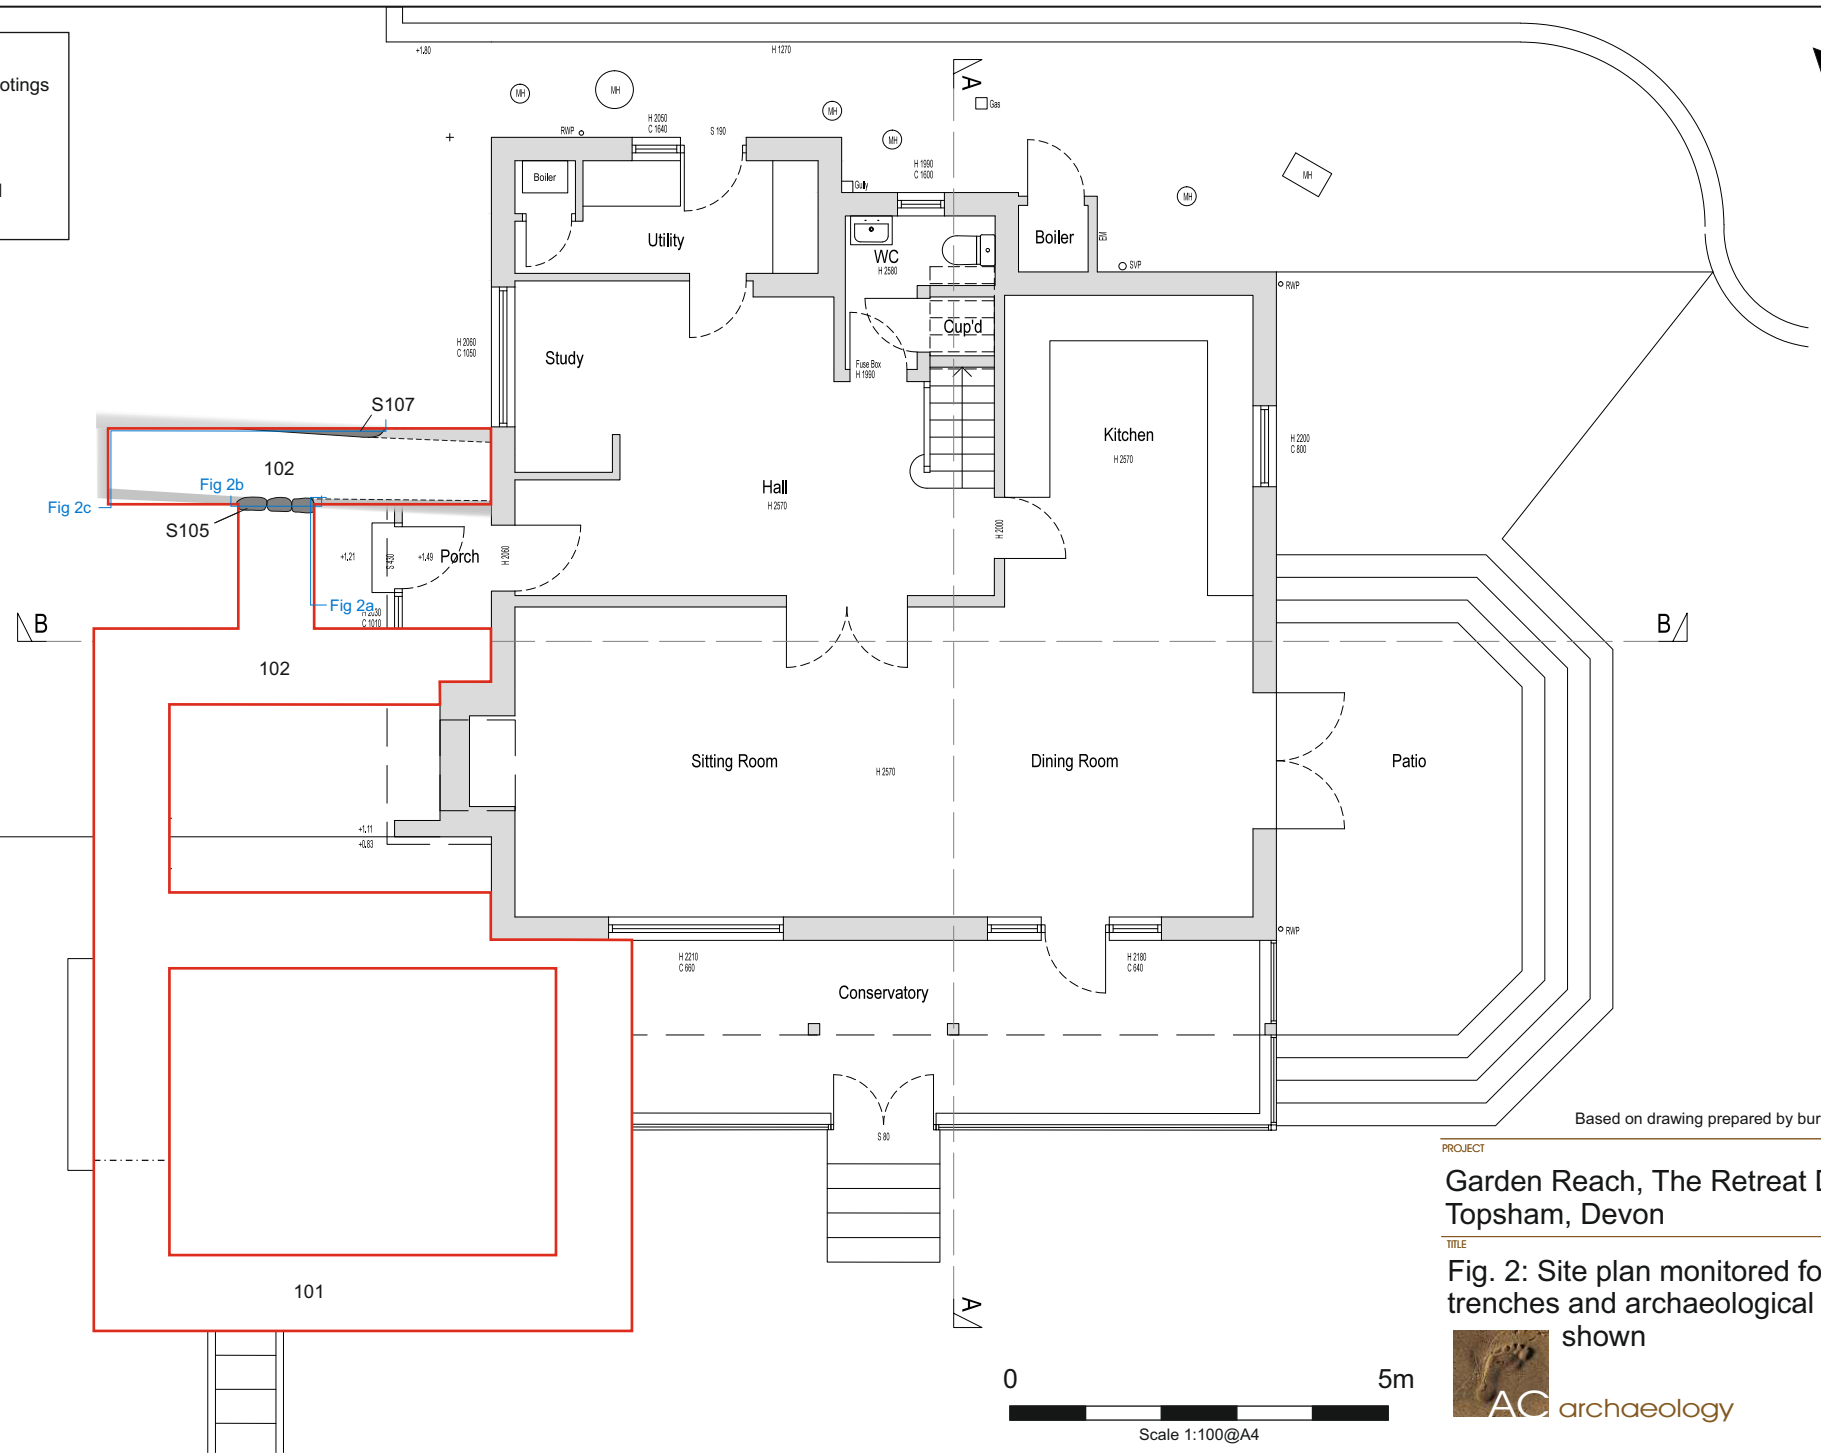 otings
+1.80
H 1270
A
Gas
MH
MH
MH
MH
MH
MH
RWP
H 2050
C 1640
S 190
H 1990
C 1600
Gully
Boiler
Utility
WC
H 2580
Boiler
EM
SVP
RWP
Cup'd
Study
H 2060
C 1050
Fuse Box
H 1990
Kitchen
H 2570
H 2200
C 800
S107
102
Fig 2b
Fig 2c
S105
Hall
H 2570
H 2000
+1.21
S 430
+1.49
Porch
H 2060
Fig 2a
H 2030
C 1010
B
B
102
Sitting Room
H 2570
Dining Room
Patio
+1.11
+0.83
RWP
H 2210
C 660
H 2180
C 640
Conservatory
S 80
101
A
Based on drawing prepared by bur
PROJECT
Garden Reach, The Retreat D
Topsham, Devon
TITLE
Fig. 2: Site plan monitored fo
trenches and archaeological
shown
AC archaeology
0 5m
Scale 1:100@A4